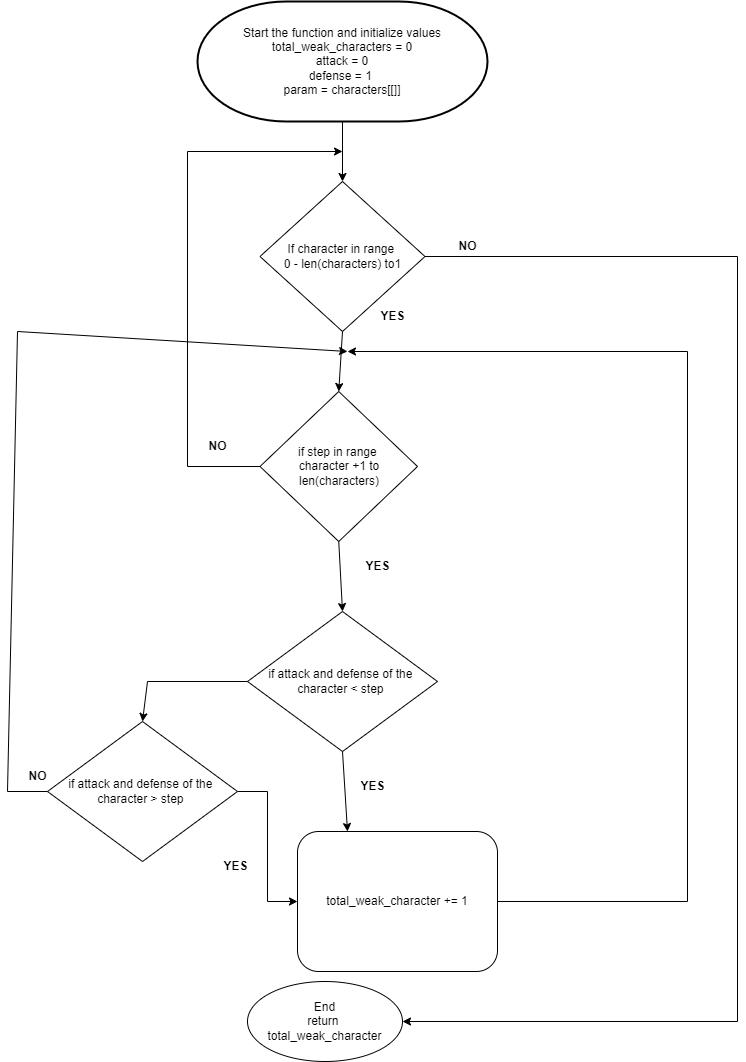 Start the function and initialize values
total_weak_characters = 0
attack = 0
defense = 1
param = characters[[]]
If character in range
0 - len(characters) to1
NO
YES
if step in range
character +1 to
len(characters)
NO
YES
if attack and defense of the
character < step
YES
if attack and defense of the
character > step
NO
YES
total_weak_character += 1
End
return
total_weak_character